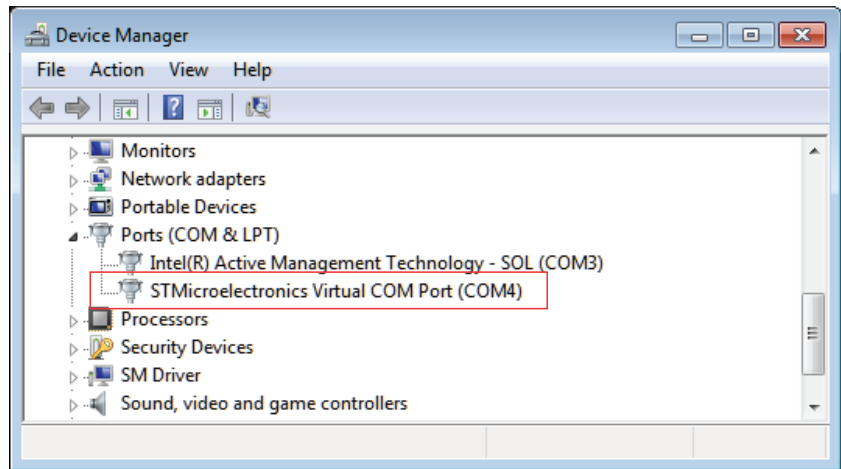 Device Manager
File Action View Help
Monitors
Network adapters
Portable Devices
Ports (COM & LPT)
Intel(R) Active Management Technology - SOL (COM3)
STMicroelectronics Virtual COM Port (COM4)
Processors
Security Devices
SM Driver
Sound, video and game controllers